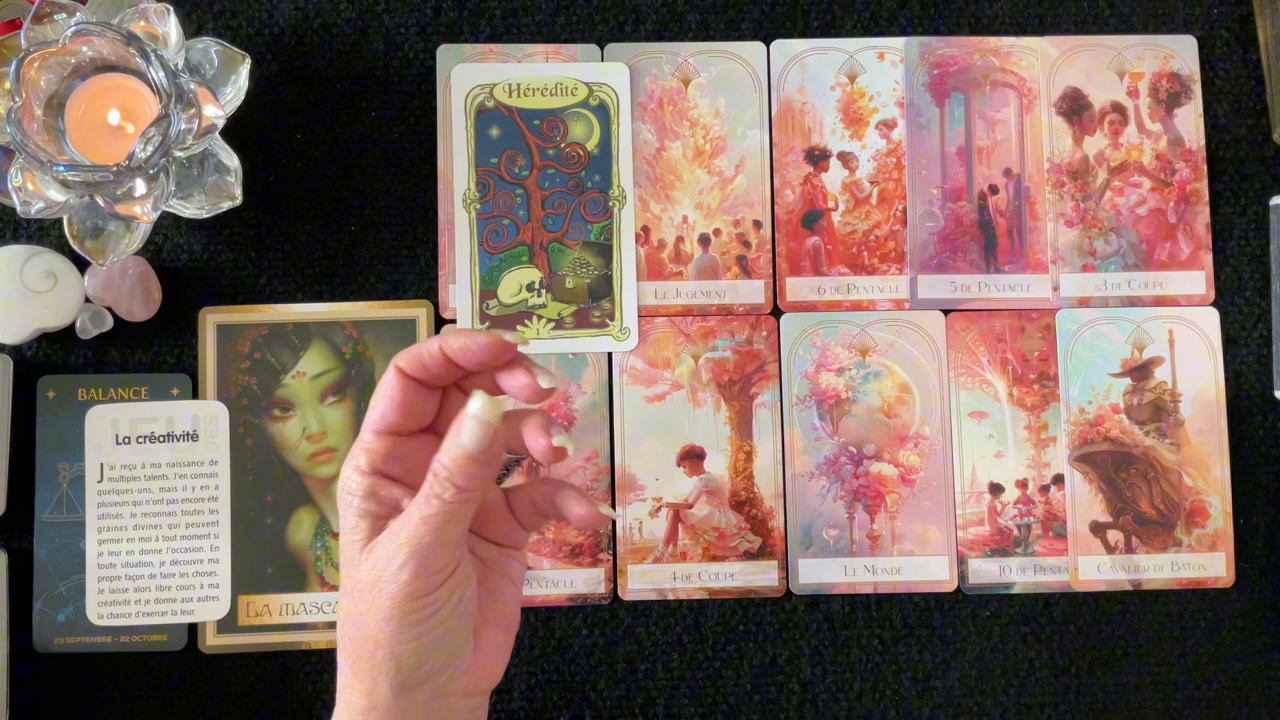 Hérédité
Le Jugement
6 de Pentacle
5 de Pentacle
3 de Coupe
Pentacle
4 de Coupe
Le Monde
10 de Penta
Cavalier de Bâton
BALANCE
La créativité
J'ai reçu à ma naissance de
multiples talents. J'en connais
quelques-uns, mais il y en a
plusieurs qui n'ont pas encore été
utilisés. Je reconnais toutes les
graines divines qui peuvent
germer en moi à tout moment si
je leur en donne l'occasion. En
toute situation, je découvre ma
propre façon de faire les choses.
Je laisse alors libre cours à ma
créativité et je donne aux autres
la chance d'exercer la leur.
23 SEPTEMBRE - 22 OCTOBRE
La masca